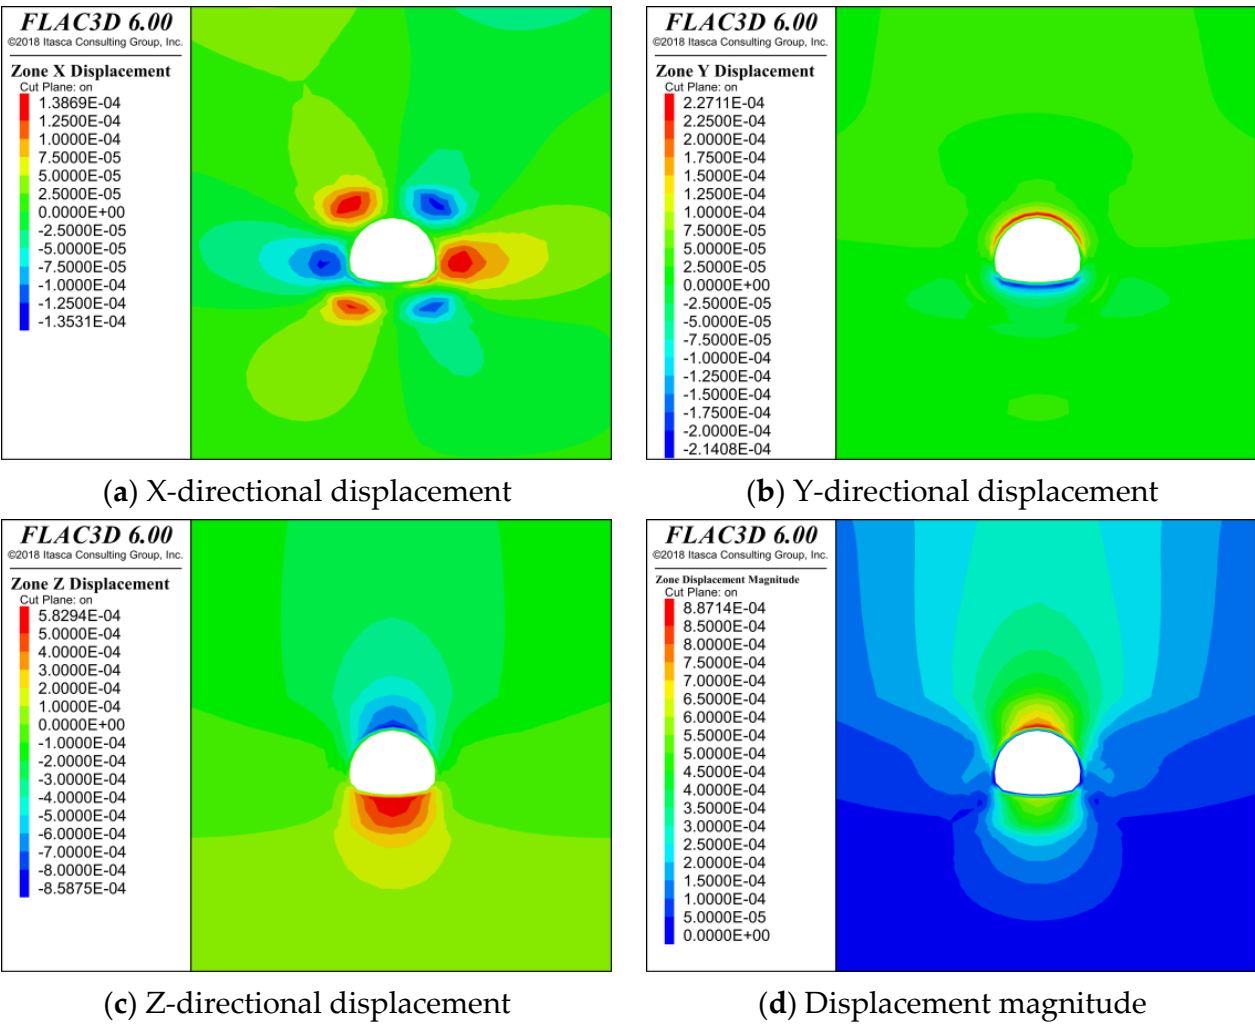 FLAC3D 6.00
©2018 Itasca Consulting Group, Inc.
Zone X Displacement
Cut Plane: on
1.3869E-04
1.2500E-04
1.0000E-04
7.5000E-05
5.0000E-05
2.5000E-05
0.0000E+00
-2.5000E-05
-5.0000E-05
-7.5000E-05
-1.0000E-04
-1.2500E-04
-1.3531E-04
(a) X-directional displacement
FLAC3D 6.00
©2018 Itasca Consulting Group, Inc.
Zone Y Displacement
Cut Plane: on
2.2711E-04
2.2500E-04
2.0000E-04
1.7500E-04
1.5000E-04
1.2500E-04
1.0000E-04
7.5000E-05
5.0000E-05
2.5000E-05
0.0000E+00
-2.5000E-05
-5.0000E-05
-7.5000E-05
-1.0000E-04
-1.2500E-04
-1.5000E-04
-1.7500E-04
-2.0000E-04
-2.1408E-04
(b) Y-directional displacement
FLAC3D 6.00
©2018 Itasca Consulting Group, Inc.
Zone Z Displacement
Cut Plane: on
5.8294E-04
5.0000E-04
4.0000E-04
3.0000E-04
2.0000E-04
1.0000E-04
0.0000E+00
-1.0000E-04
-2.0000E-04
-3.0000E-04
-4.0000E-04
-5.0000E-04
-6.0000E-04
-7.0000E-04
-8.0000E-04
-8.5875E-04
(c) Z-directional displacement
FLAC3D 6.00
©2018 Itasca Consulting Group, Inc.
Zone Displacement Magnitude
Cut Plane: on
8.8714E-04
8.5000E-04
8.0000E-04
7.5000E-04
7.0000E-04
6.5000E-04
6.0000E-04
5.5000E-04
5.0000E-04
4.5000E-04
4.0000E-04
3.5000E-04
3.0000E-04
2.5000E-04
2.0000E-04
1.5000E-04
1.0000E-04
5.0000E-05
0.0000E+00
(d) Displacement magnitude